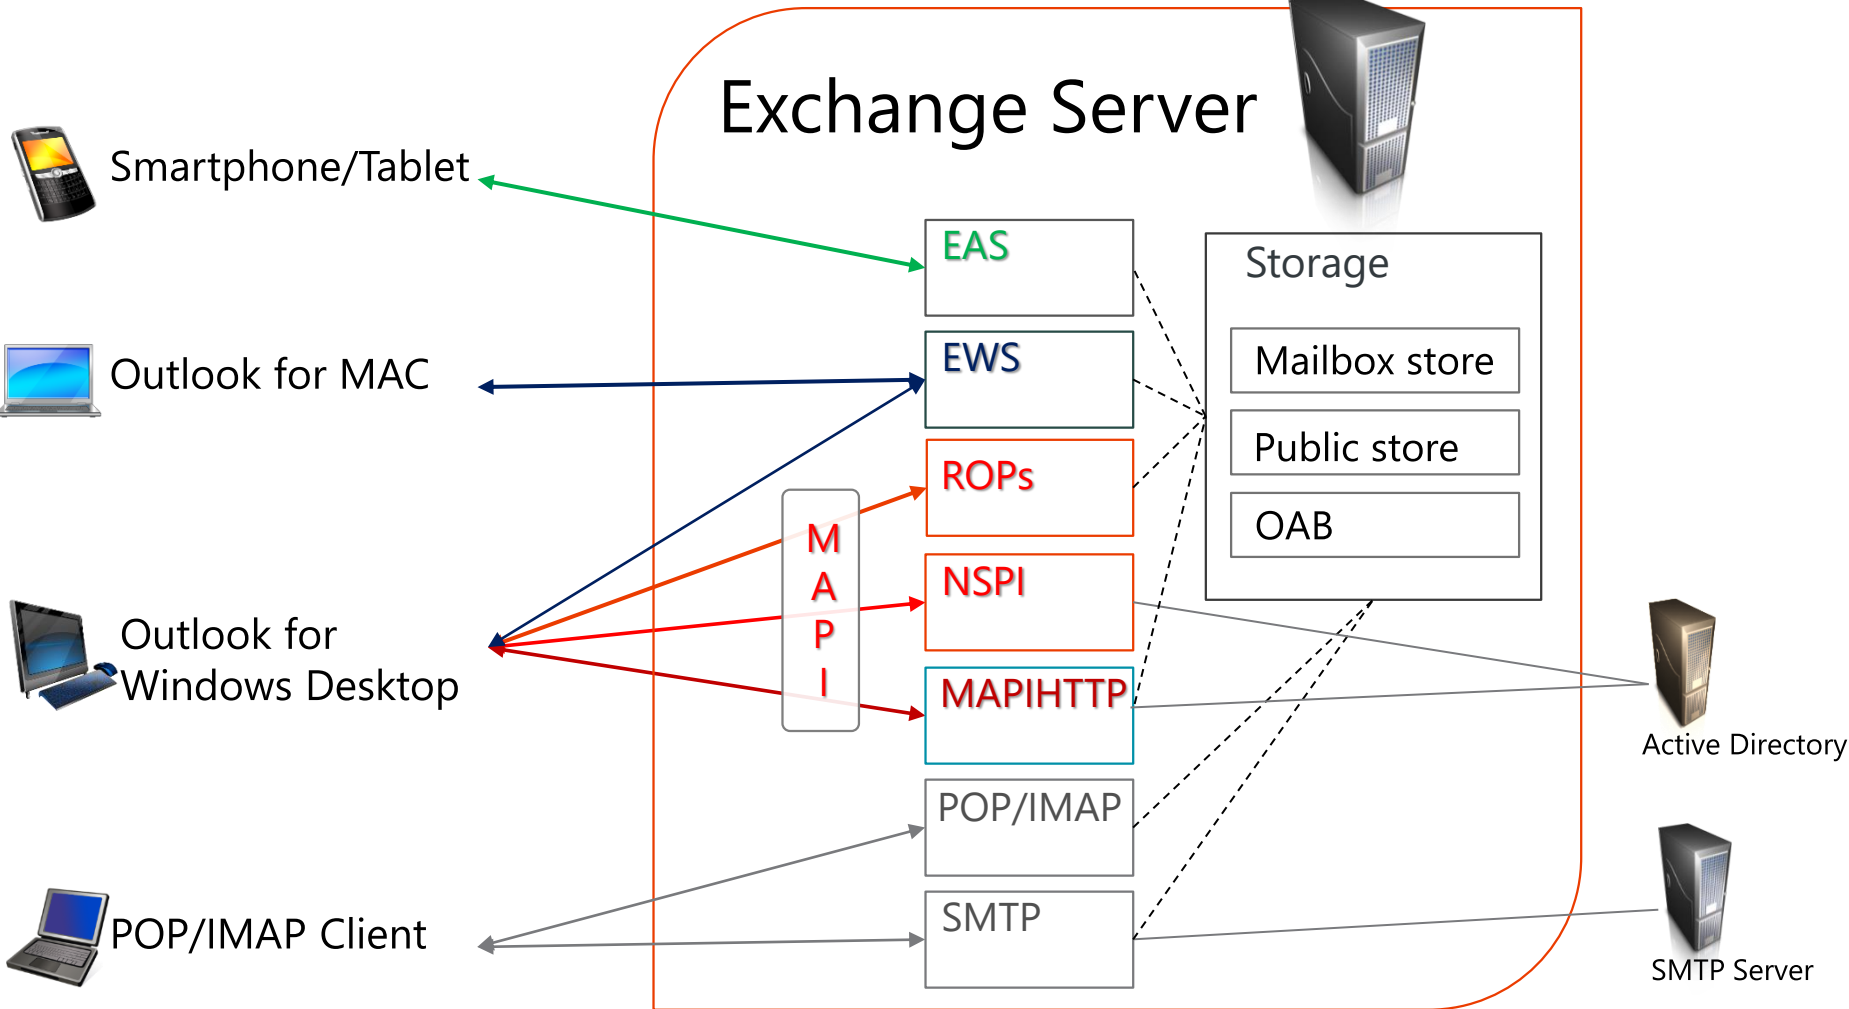 Exchange Server
Smartphone/Tablet
Outlook for MAC
Outlook for
Windows Desktop
POP/IMAP Client
M
A
P
I
EAS
EWS
ROPs
NSPI
MAPIHTTP
POP/IMAP
SMTP
Storage
Mailbox store
Public store
OAB
Active Directory
SMTP Server